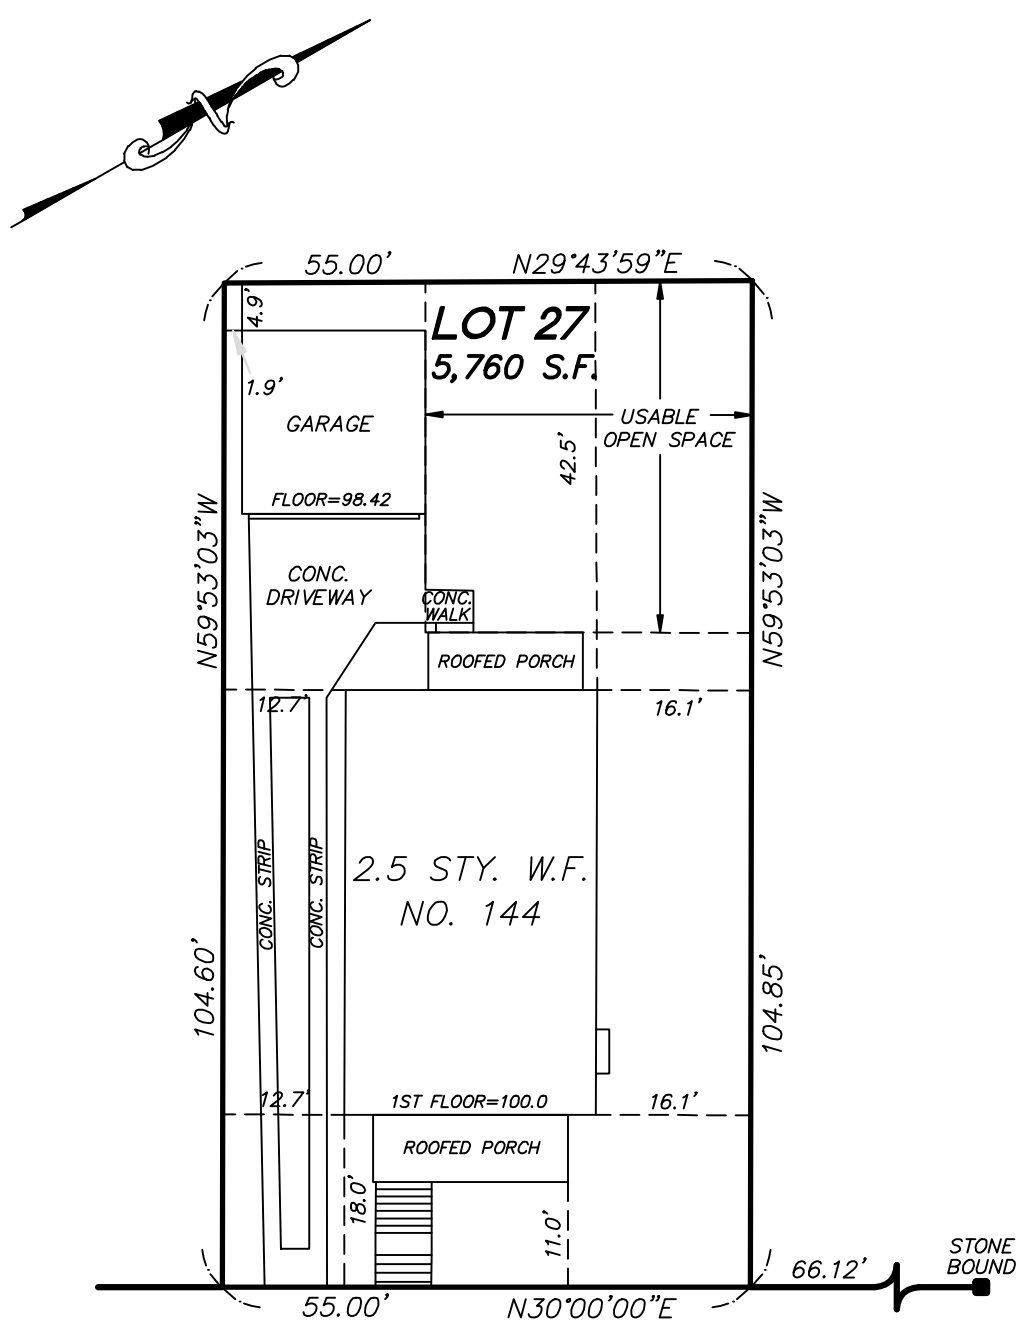 55.00' N29°43'59"E
4.9'
LOT 27
5,760 S.F.
1.9'
GARAGE
USABLE
OPEN SPACE
42.5'
FLOOR=98.42
N59°53'03"W
N59°53'03"W
CONC.
DRIVEWAY
CONC.
WALK
ROOFED PORCH
12.7'
16.1'
CONC. STRIP
CONC. STRIP
2.5 STY. W.F.
NO. 144
104.60'
104.85'
12.7'
1ST FLOOR=100.0
16.1'
ROOFED PORCH
18.0'
11.0'
STONE
BOUND
66.12'
55.00' N30°00'00"E